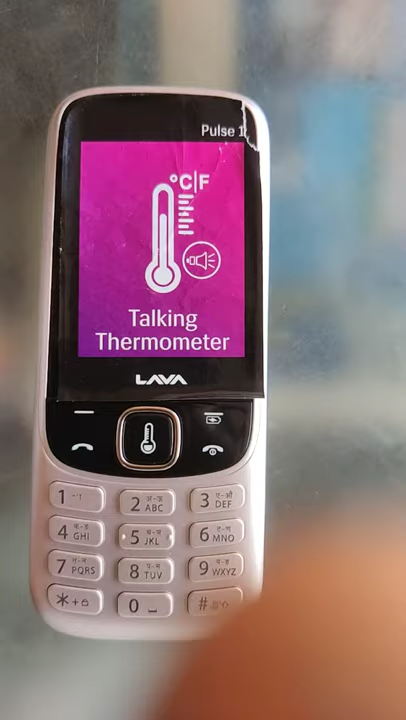 Pulse 1
°C|F
Talking
Thermometer
LAVA
1
2 ABC
3 DEF
4 GHI
5 JKL
6 MNO
7 PQRS
8 TUV
9 WXYZ
* +
0
#